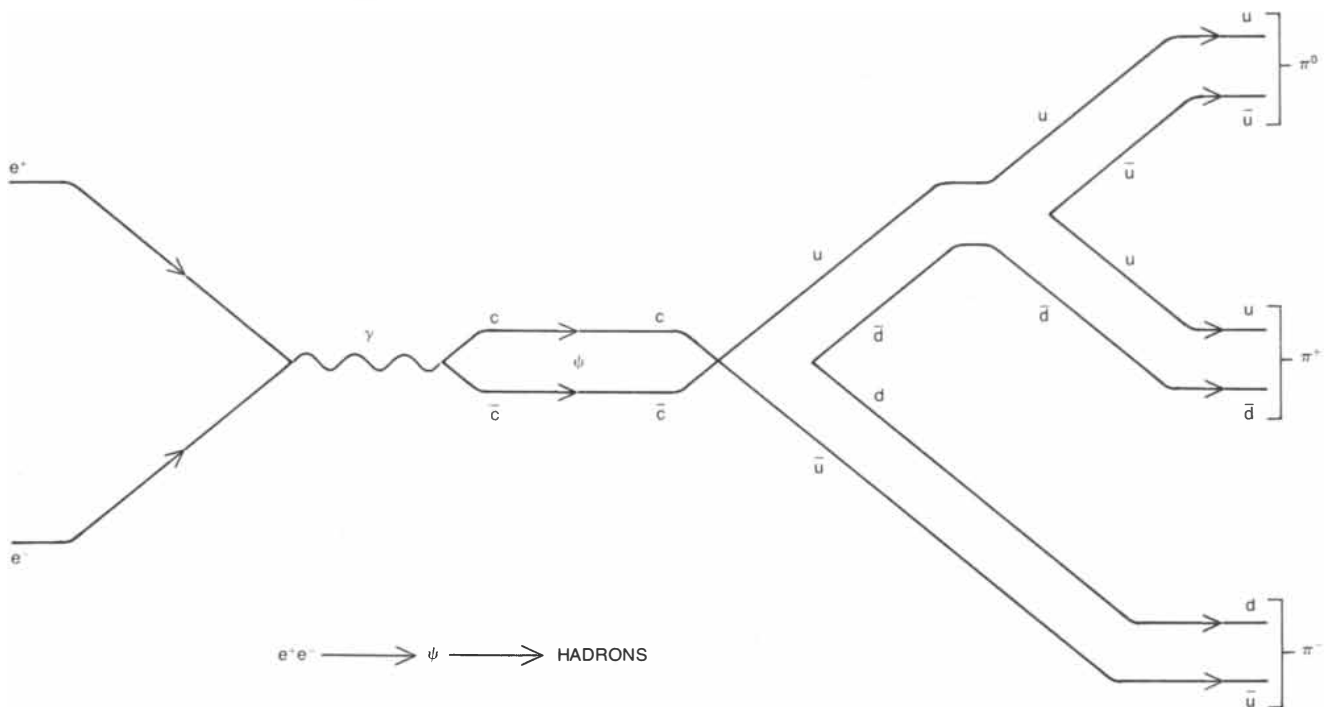 u
π⁰
u
ū
e⁺
ū
u
u
γ
c
c
u
ψ
d̄
d̄
π⁺
c̄
c̄
d
d̄
ū
e⁻
d
e⁺e⁻ ⟶ ψ ⟶ HADRONS
π⁻
ū